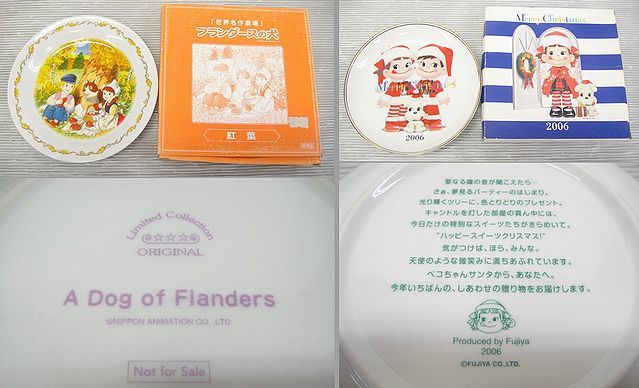 「世界名作劇場」
フランダースの犬
紅葉
非売品
Merry Christmas
2006
Merry Christmas
2006
Limited Collection
ORIGINAL
A Dog of Flanders
©NIPPON ANIMATION CO.,LTD.
Not for Sale
聖なる鐘の音が聞こえたら…
さぁ、夢見るパーティーのはじまり。
光り輝くツリーに、色とりどりのプレゼント。
キャンドルを灯した部屋の真ん中には、
今日だけの特別なスイーツたちがきらめいて。
"ハッピースイーツクリスマス!"
気がつけば、ほら、みんな。
天使のような微笑みに満ちあふれています。
ペコちゃんサンタから、あなたへ。
今年いちばんの、しあわせの贈り物をお届けします。
Produced by Fujiya
2006
©FUJIYA CO.,LTD.